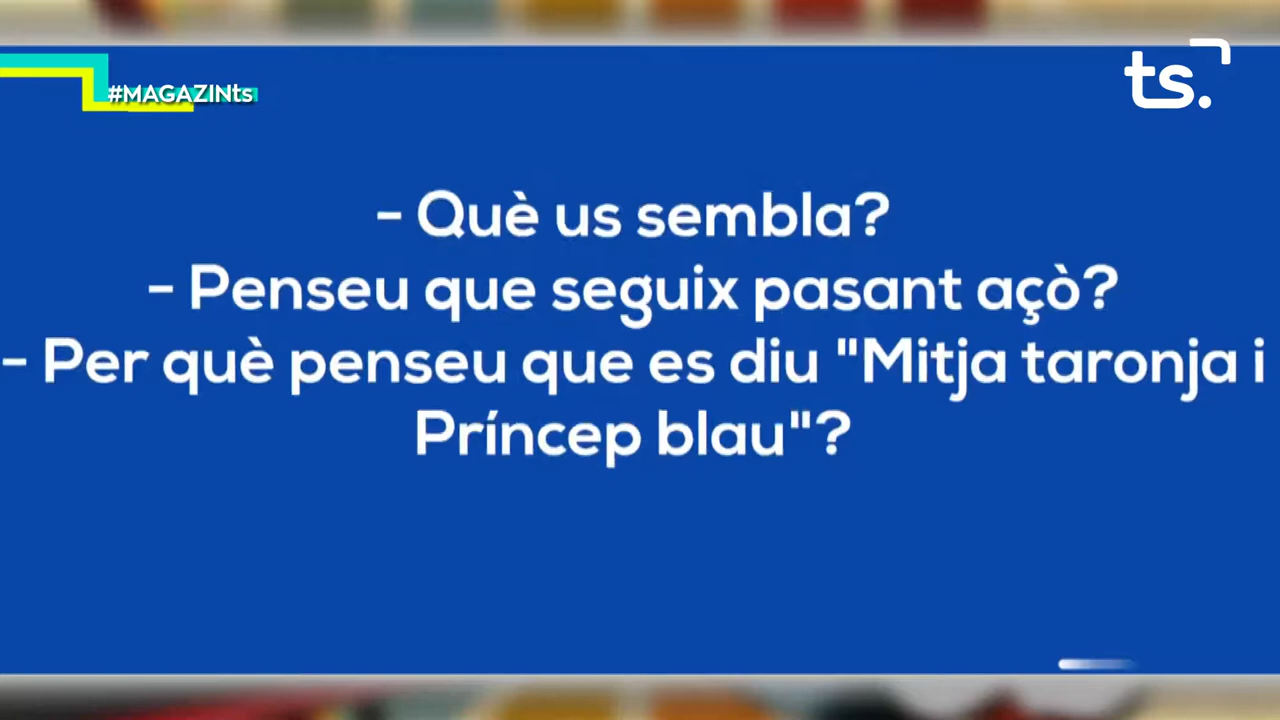 #MAGAZINts
ts.
- Què us sembla?
- Penseu que seguix pasant açò?
- Per què penseu que es diu "Mitja taronja i
Príncep blau"?